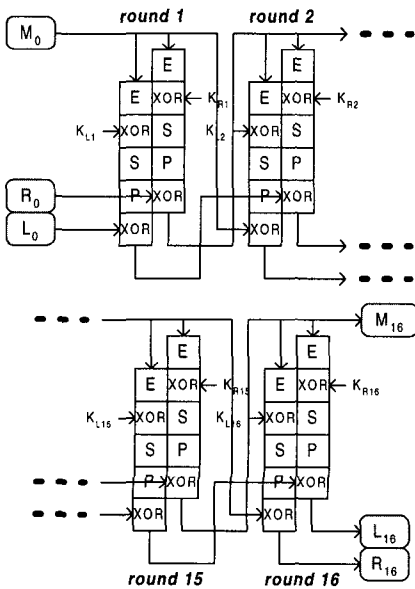 round 1 round 2
M0
E E
E XOR KR1 E XOR KR2
KL1 XOR S KL2 XOR S
S P S P
R0 P XOR P XOR
L0 XOR XOR
M16
E E
E XOR KR15 E XOR KR16
KL15 XOR S KL16 XOR S
S P S P
P XOR P XOR
XOR XOR
L16
R16
round 15 round 16